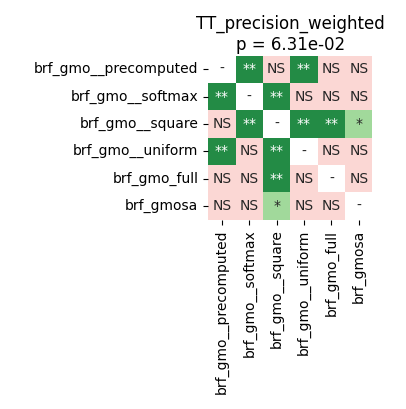 TT_precision_weighted
p = 6.31e-02
brf_gmo__precomputed - ** NS ** NS NS
brf_gmo__softmax ** - ** NS NS NS
brf_gmo__square NS ** - ** ** *
brf_gmo__uniform ** NS ** - NS NS
brf_gmo_full NS NS ** NS - NS
brf_gmosa NS NS * NS NS -
brf_gmo__precomputed
brf_gmo__softmax
brf_gmo__square
brf_gmo__uniform
brf_gmo_full
brf_gmosa